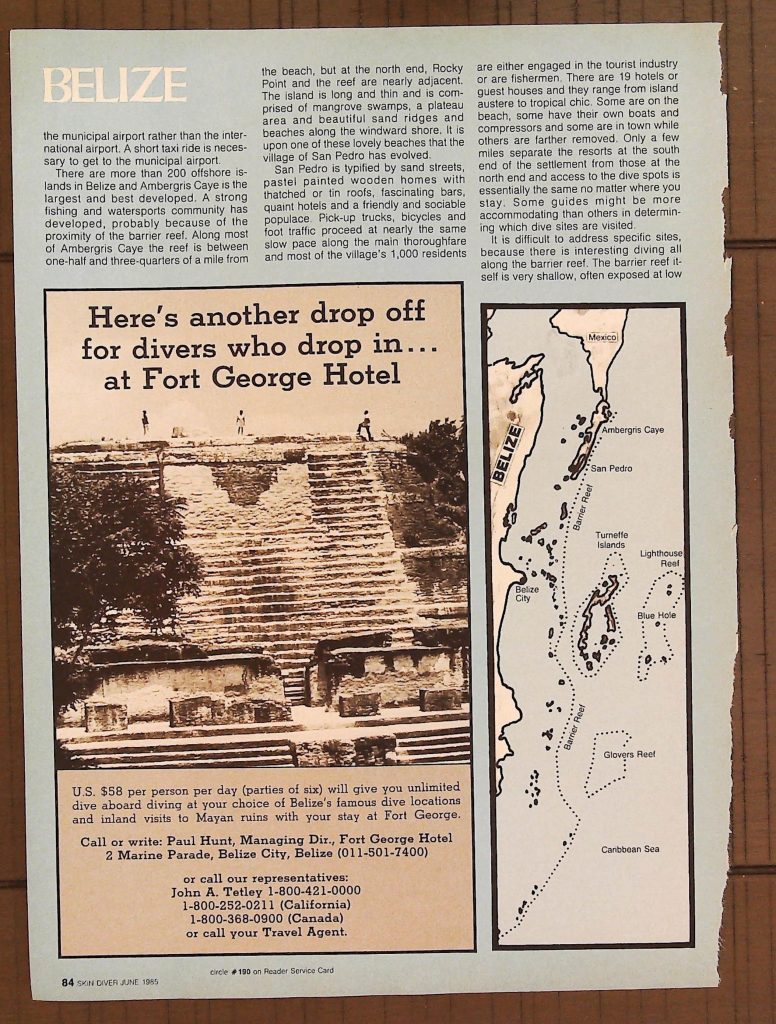 BELIZE
the municipal airport rather than the inter-
national airport. A short taxi ride is neces-
sary to get to the municipal airport.
There are more than 200 offshore is-
lands in Belize and Ambergris Caye is the
largest and best developed. A strong
fishing and watersports community has
developed, probably because of the
proximity of the barrier reef. Along most
of Ambergris Caye the reef is between
one-half and three-quarters of a mile from
the beach, but at the north end, Rocky
Point and the reef are nearly adjacent.
The island is long and thin and is com-
prised of mangrove swamps, a plateau
area and beautiful sand ridges and
beaches along the windward shore. It is
upon one of these lovely beaches that the
village of San Pedro has evolved.
San Pedro is typified by sand streets,
pastel painted wooden homes with
thatched or tin roofs, fascinating bars,
quaint hotels and a friendly and sociable
populace. Pick-up trucks, bicycles and
foot traffic proceed at nearly the same
slow pace along the main thoroughfare
and most of the village's 1,000 residents
are either engaged in the tourist industry
or are fishermen. There are 19 hotels or
guest houses and they range from island
austere to tropical chic. Some are on the
beach, some have their own boats and
compressors and some are in town while
others are farther removed. Only a few
miles separate the resorts at the south
end of the settlement from those at the
north end and access to the dive spots is
essentially the same no matter where you
stay. Some guides might be more
accommodating than others in determin-
ing which dive sites are visited.
It is difficult to address specific sites,
because there is interesting diving all
along the barrier reef. The barrier reef it-
self is very shallow, often exposed at low
Here's another drop off
for divers who drop in...
at Fort George Hotel
U.S. $58 per person per day (parties of six) will give you unlimited
dive aboard diving at your choice of Belize's famous dive locations
and inland visits to Mayan ruins with your stay at Fort George.
Call or write: Paul Hunt, Managing Dir., Fort George Hotel
2 Marine Parade, Belize City, Belize (011-501-7400)
or call our representatives:
John A. Tetley 1-800-421-0000
1-800-252-0211 (California)
1-800-368-0900 (Canada)
or call your Travel Agent.
Mexico
BELIZE
Ambergris Caye
San Pedro
Barrier Reef
Turneffe
Islands
Lighthouse
Reef
Belize
City
Blue Hole
Barrier Reef
Glovers Reef
Caribbean Sea
circle #190 on Reader Service Card
84 SKIN DIVER JUNE 1985